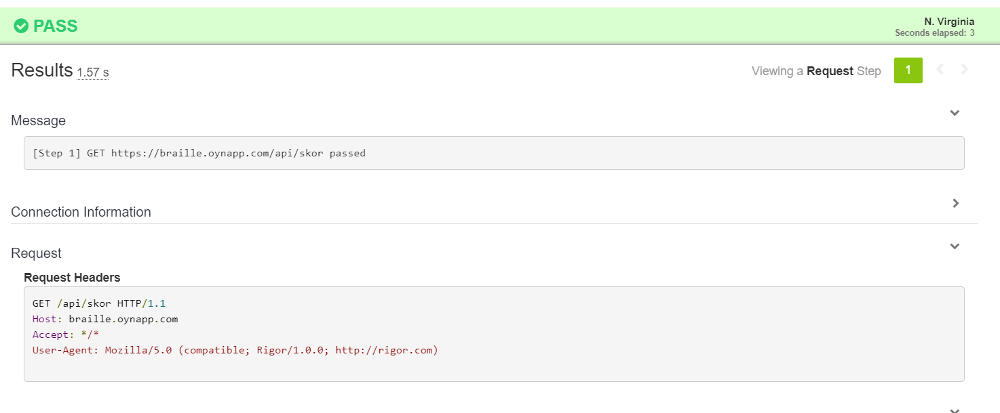 PASS
N. Virginia
Seconds elapsed: 3
Results 1.57 s
Viewing a Request Step 1
Message
[Step 1] GET https://braille.oynapp.com/api/skor passed
Connection Information
Request
Request Headers
GET /api/skor HTTP/1.1
Host: braille.oynapp.com
Accept: */*
User-Agent: Mozilla/5.0 (compatible; Rigor/1.0.0; http://rigor.com)